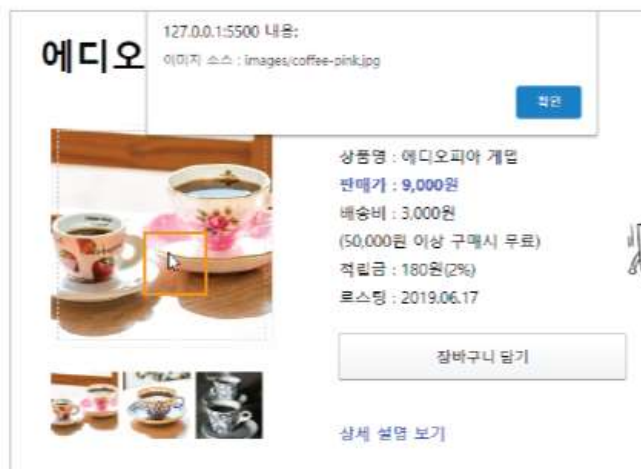 127.0.0.1:5500 내용:
이미지 소스 : images/coffee-pink.jpg
확인
에디오
상품명 : 에디오피아 게뎁
판매가 : 9,000원
배송비 : 3,000원
(50,000원 이상 구매시 무료)
적립금 : 180원(2%)
로스팅 : 2019.06.17
장바구니 담기
상세 설명 보기